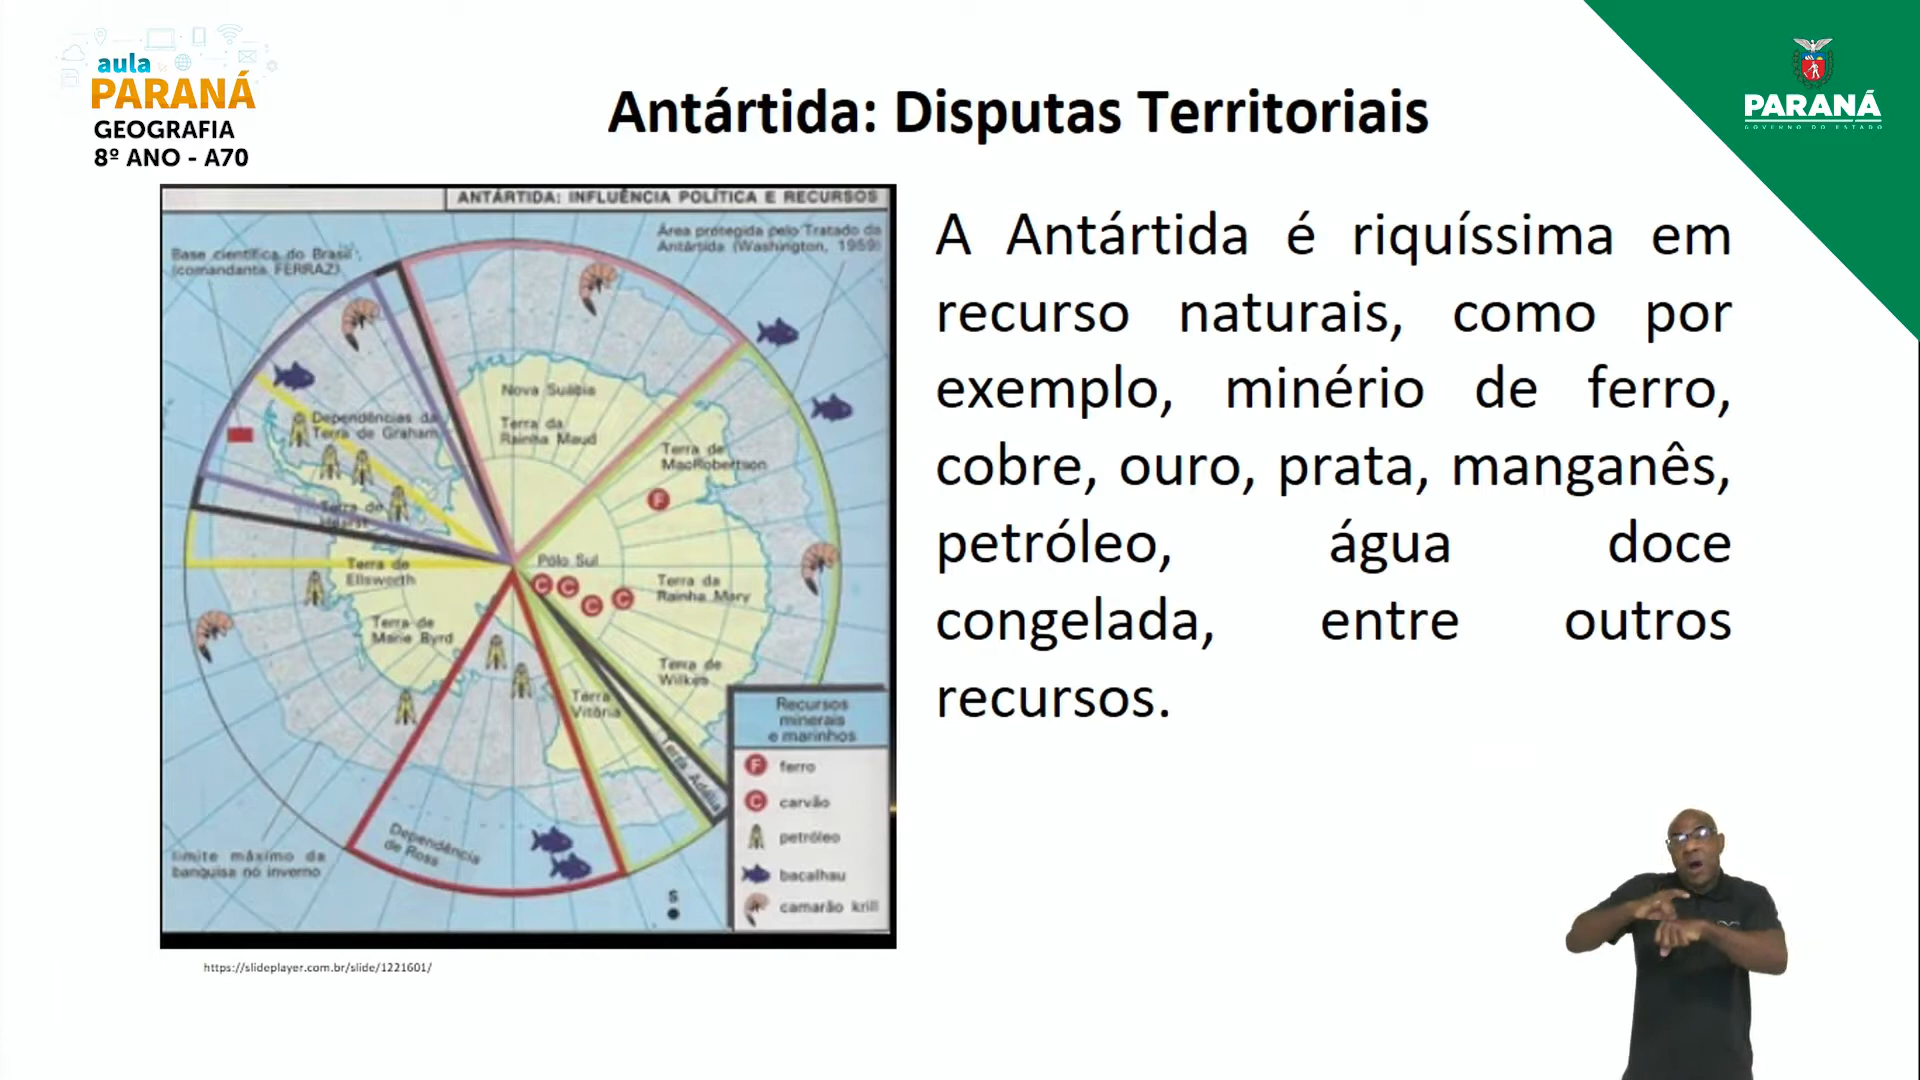 aula
PARANÁ
GEOGRAFIA
8º ANO - A70
Antártida: Disputas Territoriais
PARANÁ
GOVERNO DO ESTADO
ANTÁRTIDA: INFLUÊNCIA POLÍTICA E RECURSOS
Área protegida pelo Tratado da
Antártida (Washington, 1959)
Base científica do Brasil
(comandante FERRAZ)
Nova Suábia
Dependências da
Terra de Graham
Terra da
Rainha Maud
Terra de
MacRobertson
F
Terra de
Pólo Sul
Terra de
Ellsworth
C C C C
Terra da
Rainha Mary
Terra de
Marie Byrd
Terra de
Wilkes
Terra
Vitória
Terra Adélia
Dependência
de Ross
limite máximo da
banquisa no inverno
S
Recursos
minerais
e marinhos
F ferro
C carvão
petróleo
bacalhau
camarão krill
A Antártida é riquíssima em
recurso naturais, como por
exemplo, minério de ferro,
cobre, ouro, prata, manganês,
petróleo, água doce
congelada, entre outros
recursos.
https://slideplayer.com.br/slide/1221601/